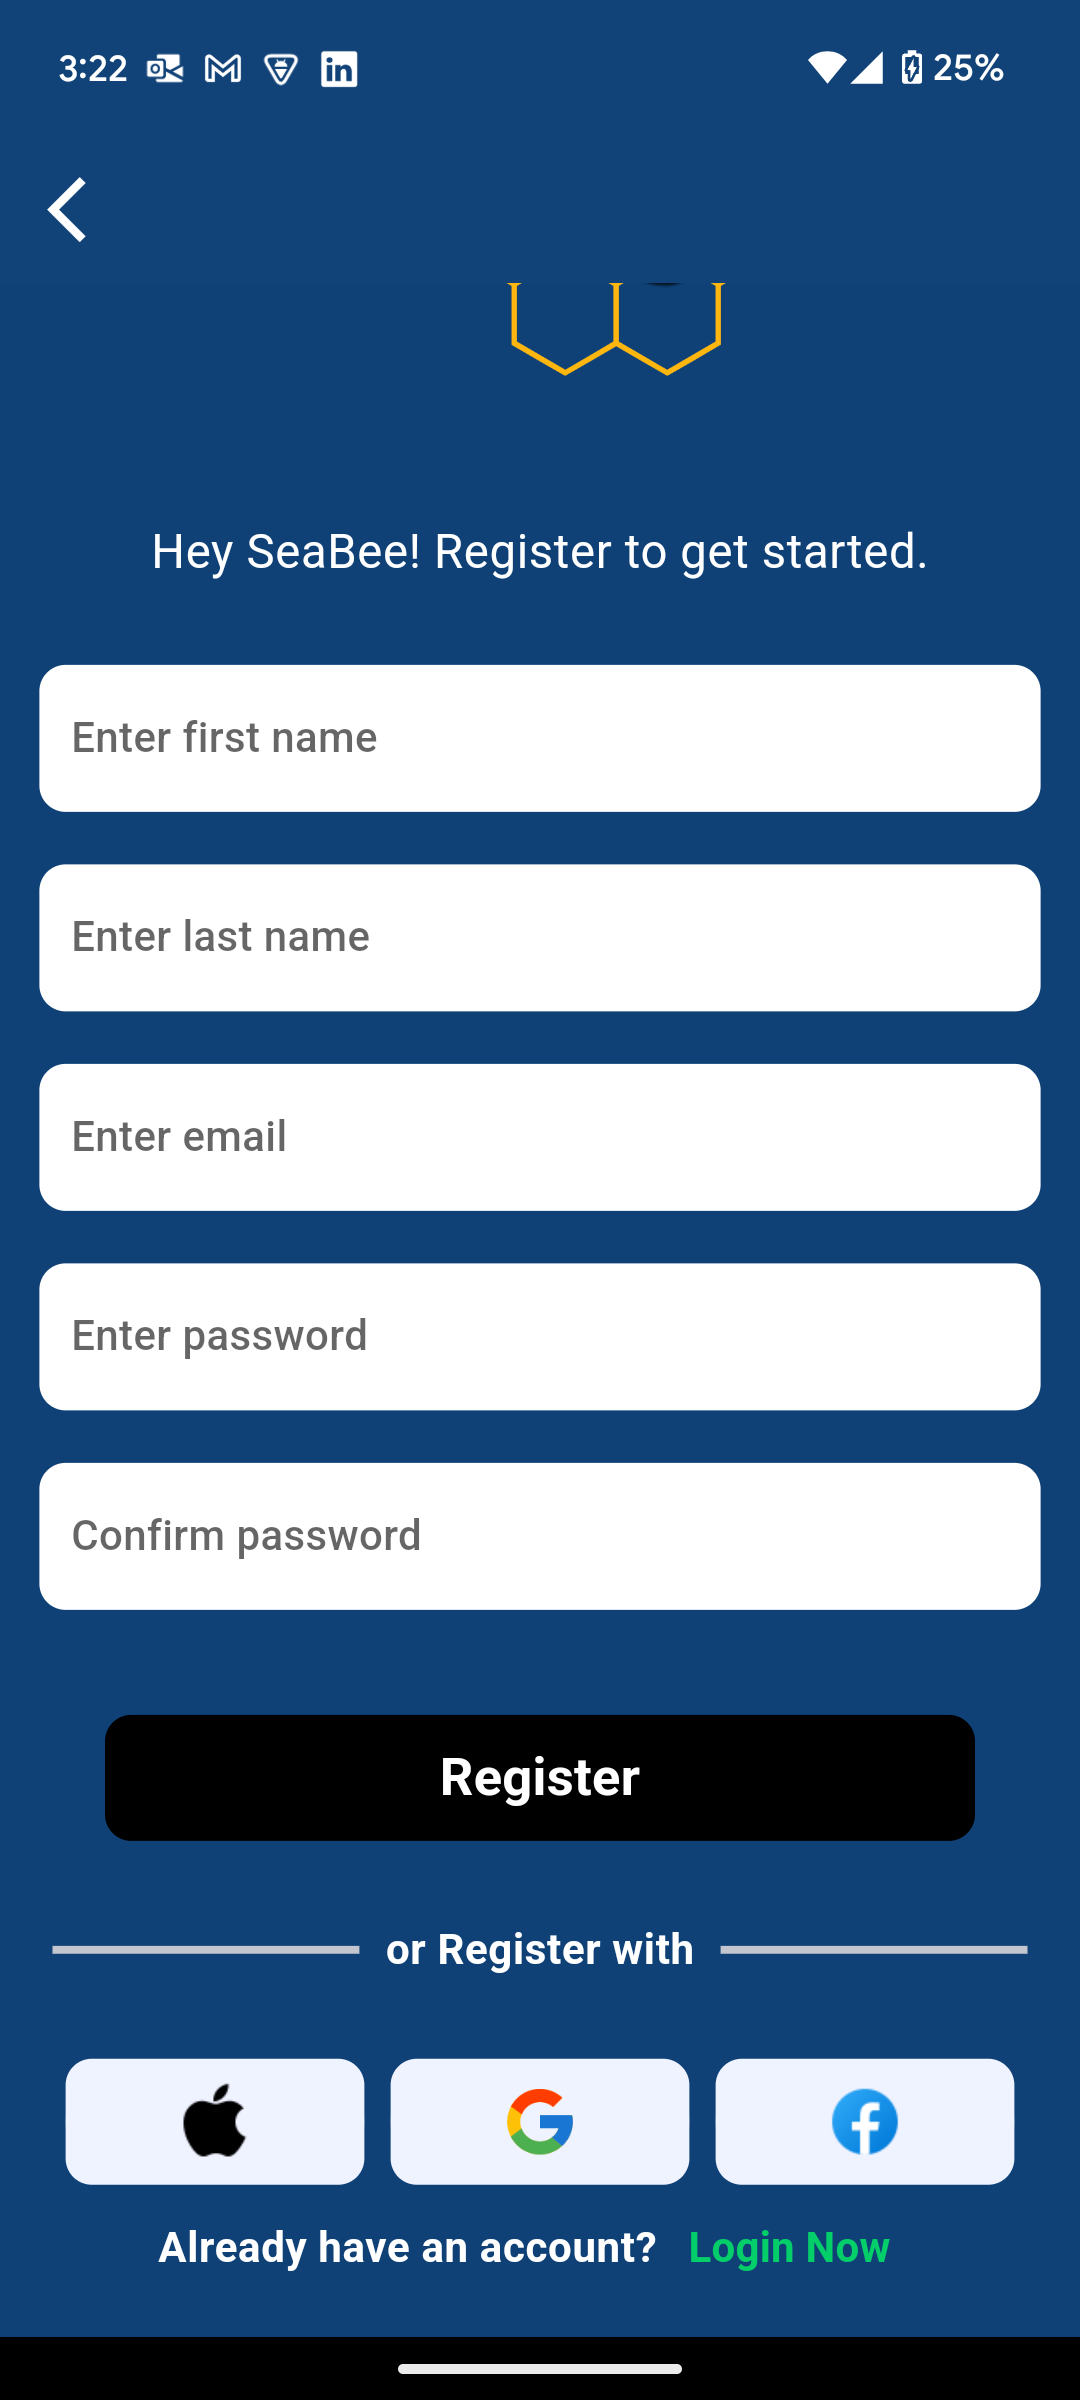 3:22
25%
Hey SeaBee! Register to get started.
Enter first name
Enter last name
Enter email
Enter password
Confirm password
Register
or Register with
Already have an account? Login Now